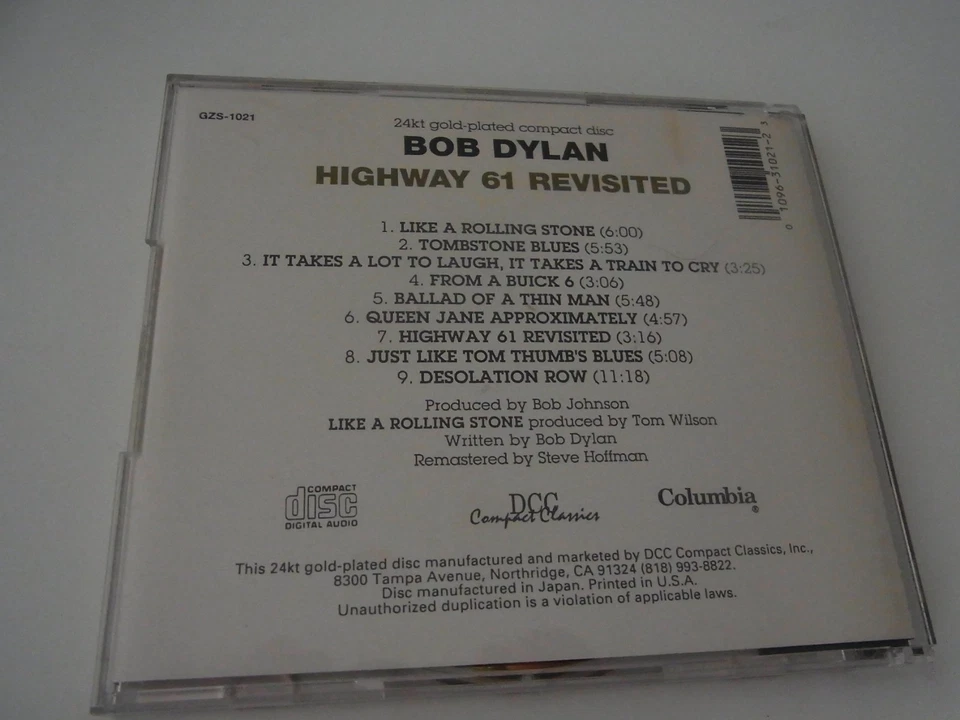 GZS-1021
24kt gold-plated compact disc
BOB DYLAN
HIGHWAY 61 REVISITED
0 1096-31021-2 3
1. LIKE A ROLLING STONE (6:00)
2. TOMBSTONE BLUES (5:53)
3. IT TAKES A LOT TO LAUGH, IT TAKES A TRAIN TO CRY (3:25)
4. FROM A BUICK 6 (3:06)
5. BALLAD OF A THIN MAN (5:48)
6. QUEEN JANE APPROXIMATELY (4:57)
7. HIGHWAY 61 REVISITED (3:16)
8. JUST LIKE TOM THUMB'S BLUES (5:08)
9. DESOLATION ROW (11:18)
Produced by Bob Johnson
LIKE A ROLLING STONE produced by Tom Wilson
Written by Bob Dylan
Remastered by Steve Hoffman
COMPACT
disc
DIGITAL AUDIO
DCC
Compact Classics
Columbia®
This 24kt gold-plated disc manufactured and marketed by DCC Compact Classics, Inc.,
8300 Tampa Avenue, Northridge, CA 91324 (818) 993-8822.
Disc manufactured in Japan. Printed in U.S.A.
Unauthorized duplication is a violation of applicable laws.